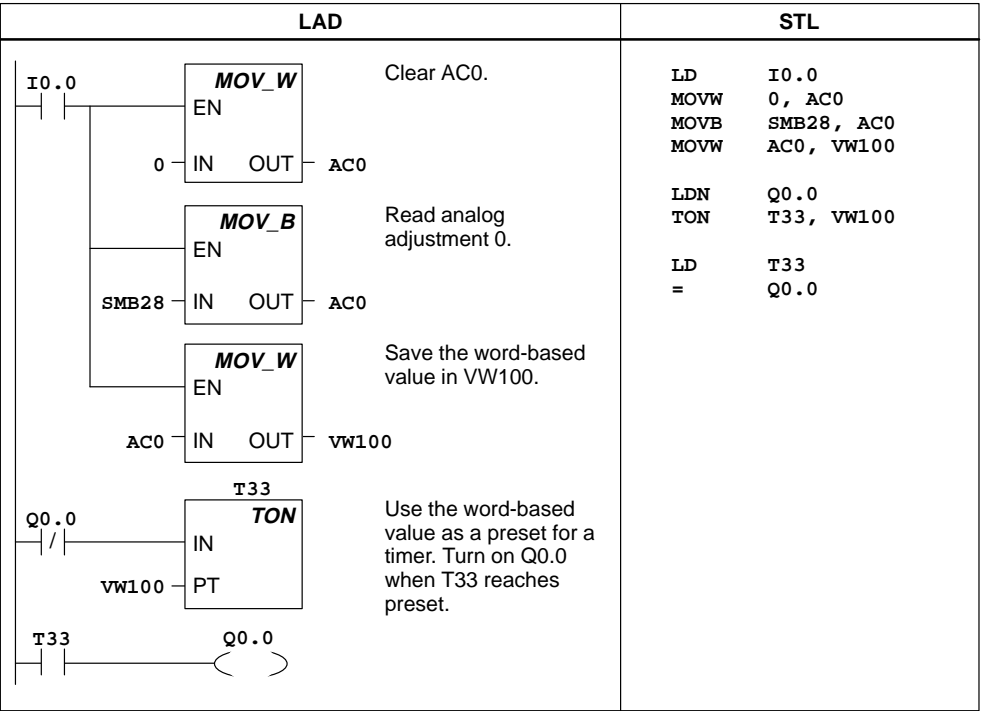 LAD
STL
I0.0
MOV_W
EN
0 IN OUT AC0
Clear AC0.
MOV_B
EN
SMB28 IN OUT AC0
Read analog
adjustment 0.
MOV_W
EN
AC0 IN OUT VW100
Save the word-based
value in VW100.
Q0.0
/
T33
TON
IN
VW100 PT
Use the word-based
value as a preset for a
timer. Turn on Q0.0
when T33 reaches
preset.
T33 Q0.0
LD I0.0
MOVW 0, AC0
MOVB SMB28, AC0
MOVW AC0, VW100
LDN Q0.0
TON T33, VW100
LD T33
= Q0.0